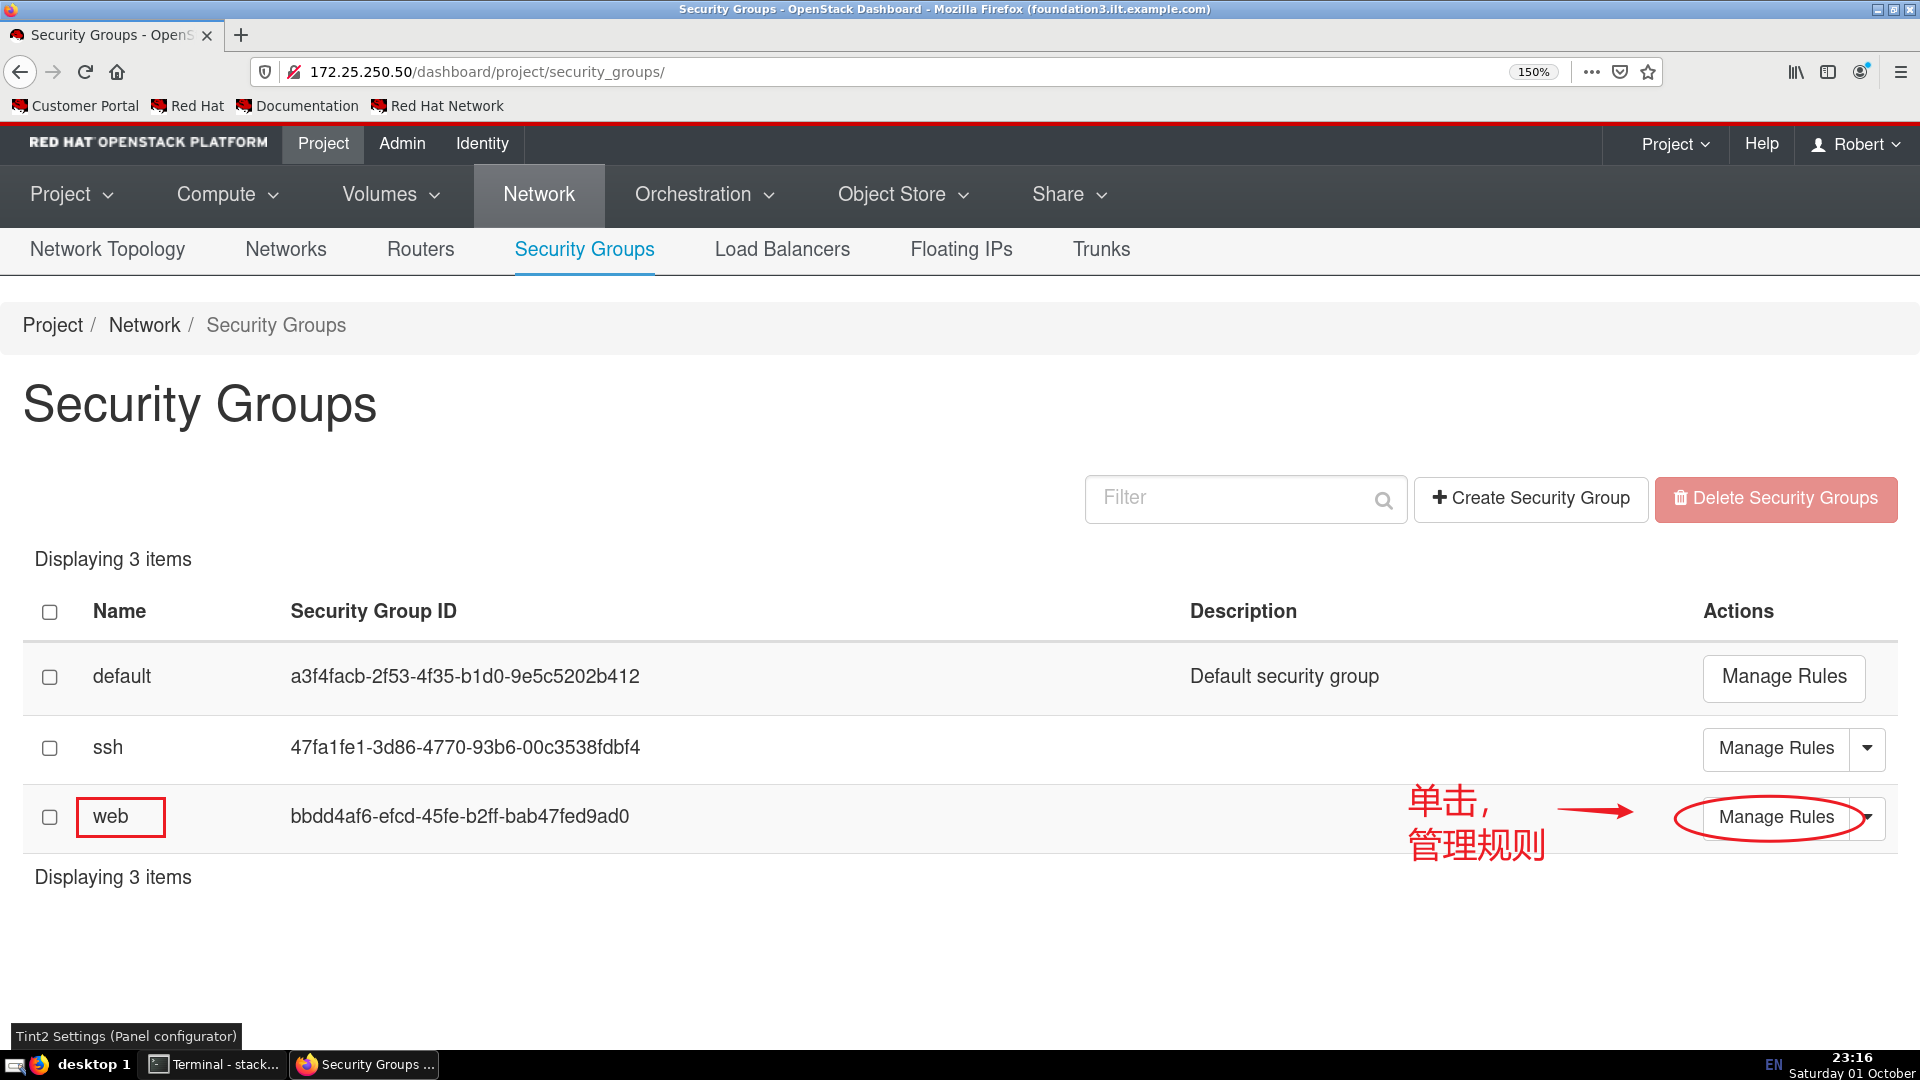 Security Groups - OpenStack Dashboard - Mozilla Firefox (foundation3.ilt.example.com)
Security Groups - OpenS
172.25.250.50/dashboard/project/security_groups/
150%
Customer Portal Red Hat Documentation Red Hat Network
RED HAT OPENSTACK PLATFORM Project Admin Identity Project Help Robert
Project Compute Volumes Network Orchestration Object Store Share
Network Topology Networks Routers Security Groups Load Balancers Floating IPs Trunks
Project / Network / Security Groups
Security Groups
Filter Create Security Group Delete Security Groups
Displaying 3 items
Name Security Group ID Description Actions
default a3f4facb-2f53-4f35-b1d0-9e5c5202b412 Default security group Manage Rules
ssh 47fa1fe1-3d86-4770-93b6-00c3538fdbf4 Manage Rules
web bbdd4af6-efcd-45fe-b2ff-bab47fed9ad0 Manage Rules
单击，
管理规则
Displaying 3 items
Tint2 Settings (Panel configurator)
desktop 1 Terminal - stack... Security Groups ... EN 23:16
Saturday 01 October